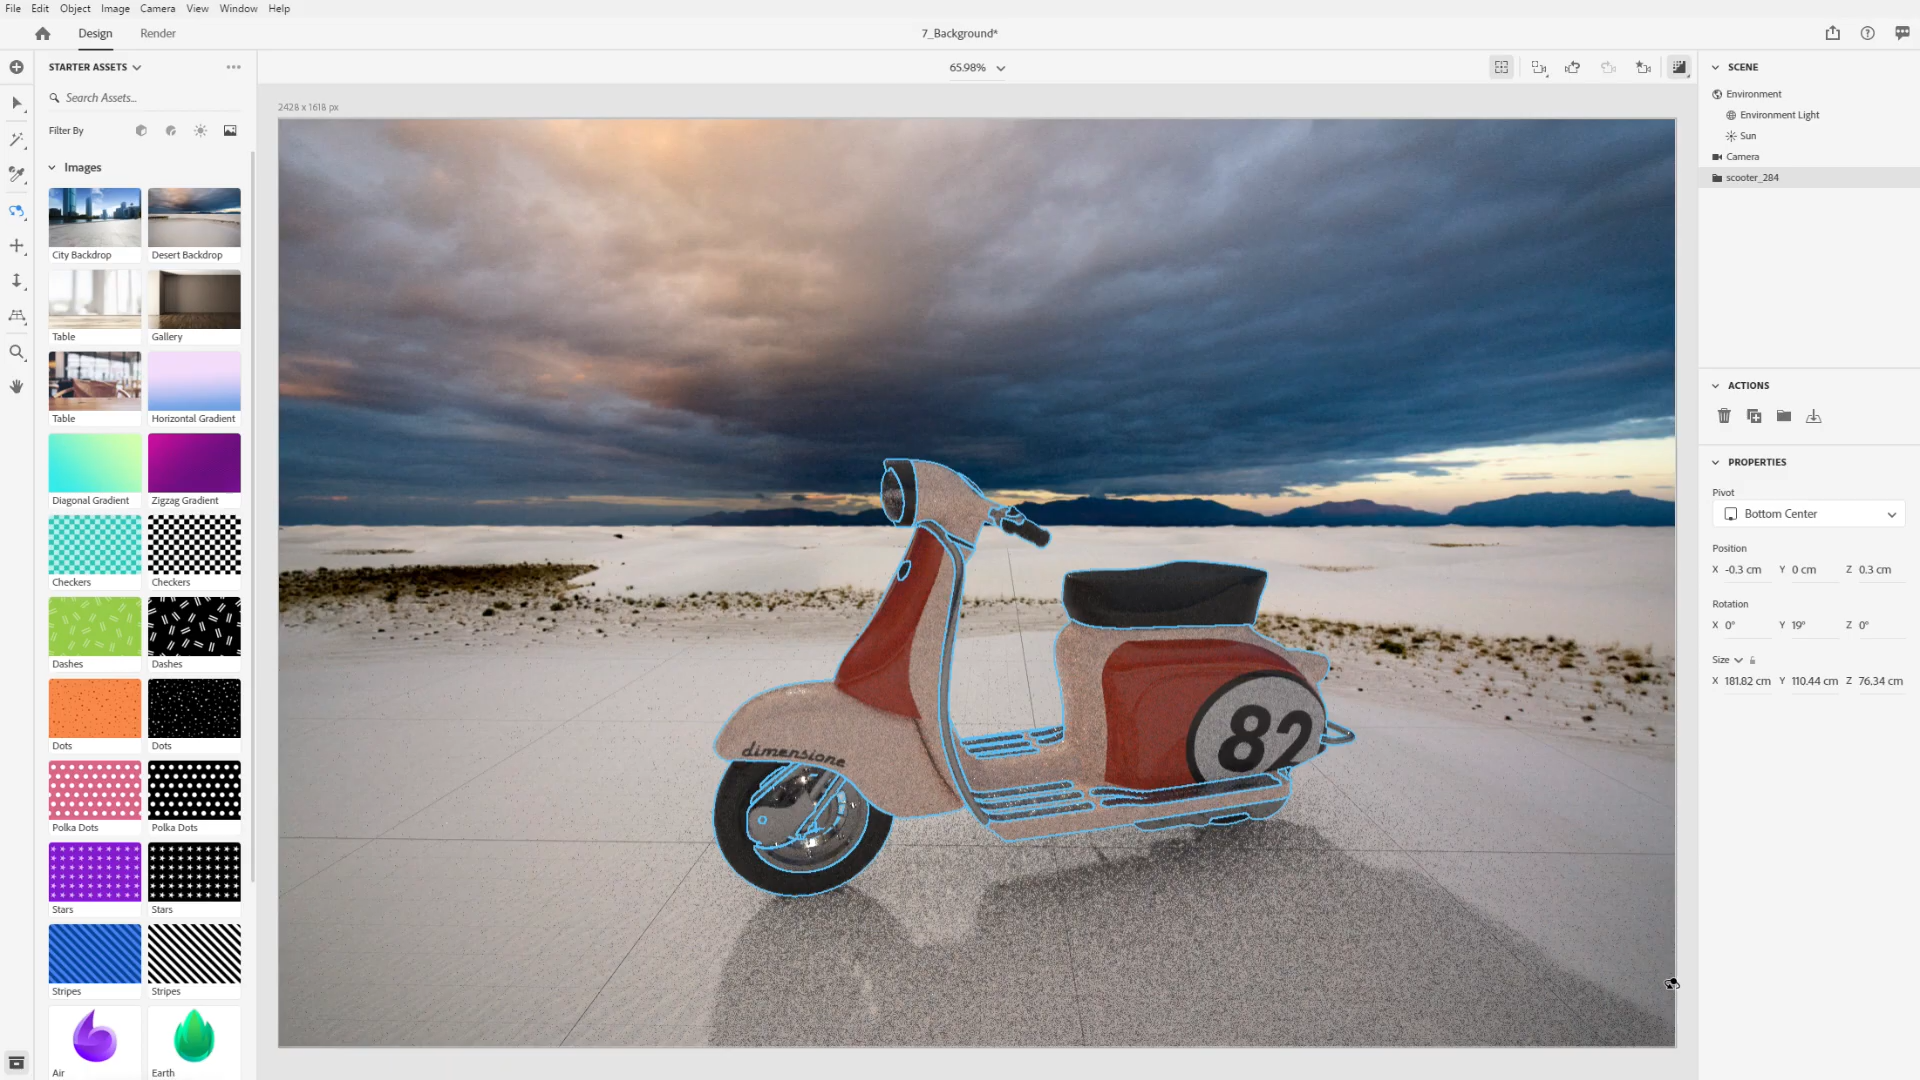 File Edit Object Image Camera View Window Help
Design Render 7_Background*
STARTER ASSETS
Search Assets...
Filter By
Images
City Backdrop Desert Backdrop
Table Gallery
Table Horizontal Gradient
Diagonal Gradient Zigzag Gradient
Checkers Checkers
Dashes Dashes
Dots Dots
Polka Dots Polka Dots
Stars Stars
Stripes Stripes
Air Earth
65.98%
2428 x 1618 px
dimensione
82
SCENE
Environment
Environment Light
Sun
Camera
scooter_284
ACTIONS
PROPERTIES
Pivot
Bottom Center
Position
X -0.3 cm Y 0 cm Z 0.3 cm
Rotation
X 0° Y 19° Z 0°
Size
X 181.82 cm Y 110.44 cm Z 76.34 cm